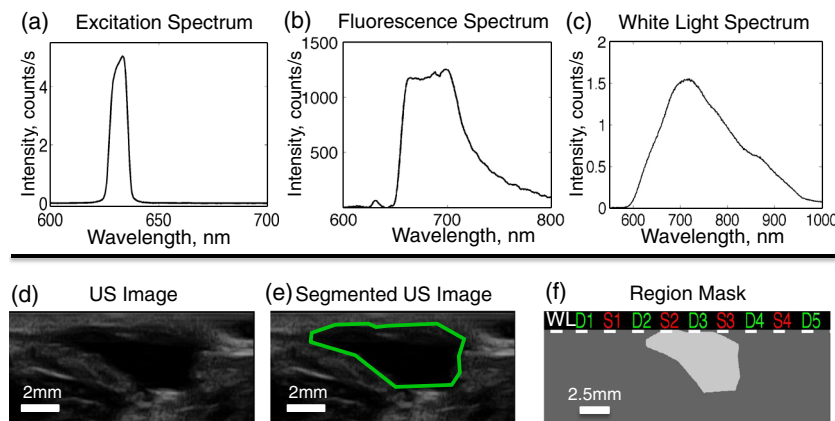 (a) Excitation Spectrum
Intensity, counts/s
4
2
0
600 650 700
Wavelength, nm
(b) Fluorescence Spectrum
Intensity, counts/s
1500
1000
500
600 700 800
Wavelength, nm
(c) White Light Spectrum
Intensity, counts/s
2
1.5
1
0.5
0
600 700 800 900 1000
Wavelength, nm
(d) US Image
2mm
(e) Segmented US Image
2mm
(f) Region Mask
WL D1 S1 D2 S2 D3 S3 D4 S4 D5
2.5mm